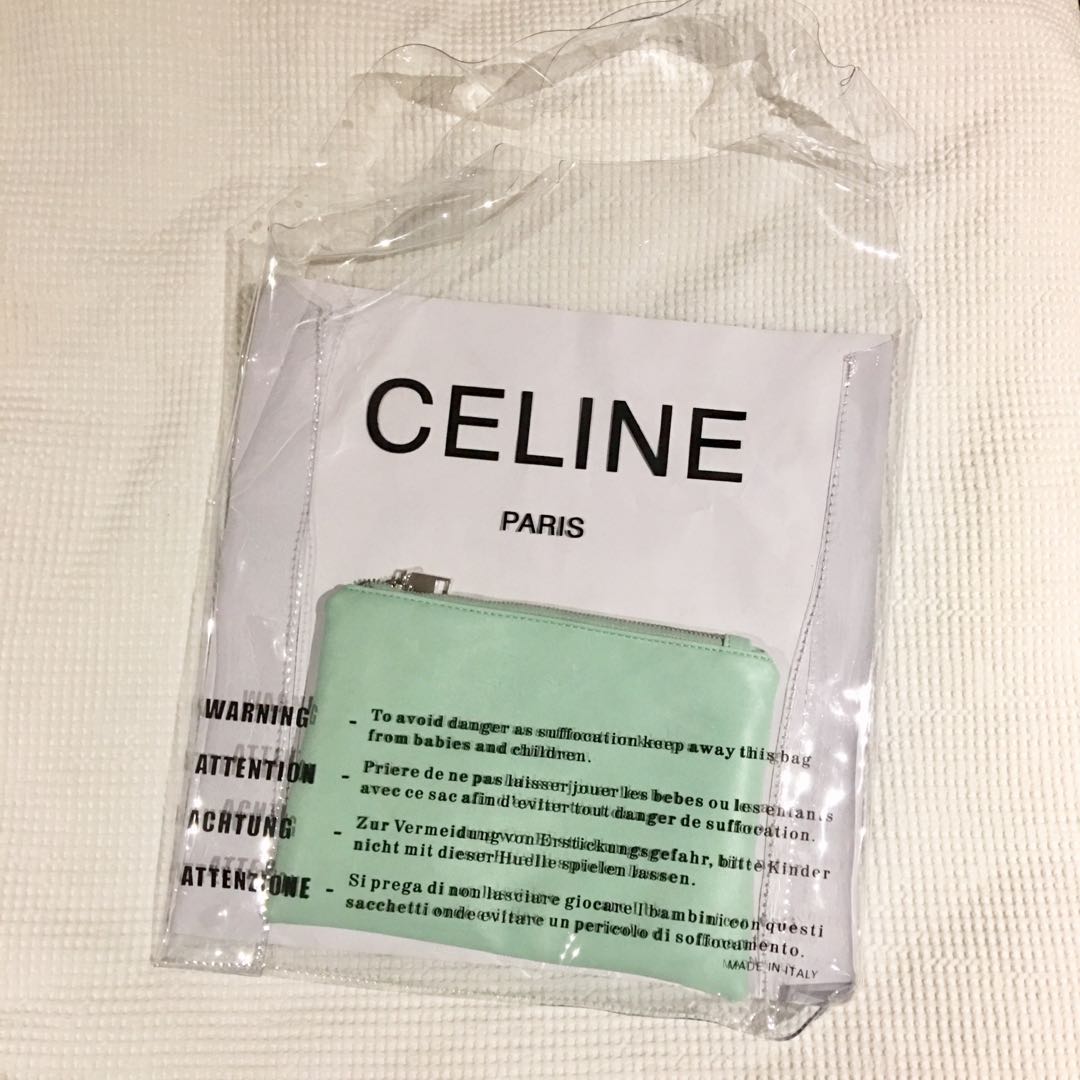 CELINE
PARIS
WARNING - To avoid danger as suffocation keep away this bag
from babies and children.
ATTENTION - Priere de ne pas laisser jouer les bebes ou les enfants
avec ce sac afin d'eviter tout danger de suffocation.
ACHTUNG - Zur Vermeidung von Erstickungsgefahr, bitte Kinder
nicht mit dieser Huelle spielen lassen.
ATTENZIONE - Si prega di non lasciare giocare I bambini con questi
sacchetti onde evitare un pericolo di soffocamento.
MADE IN ITALY